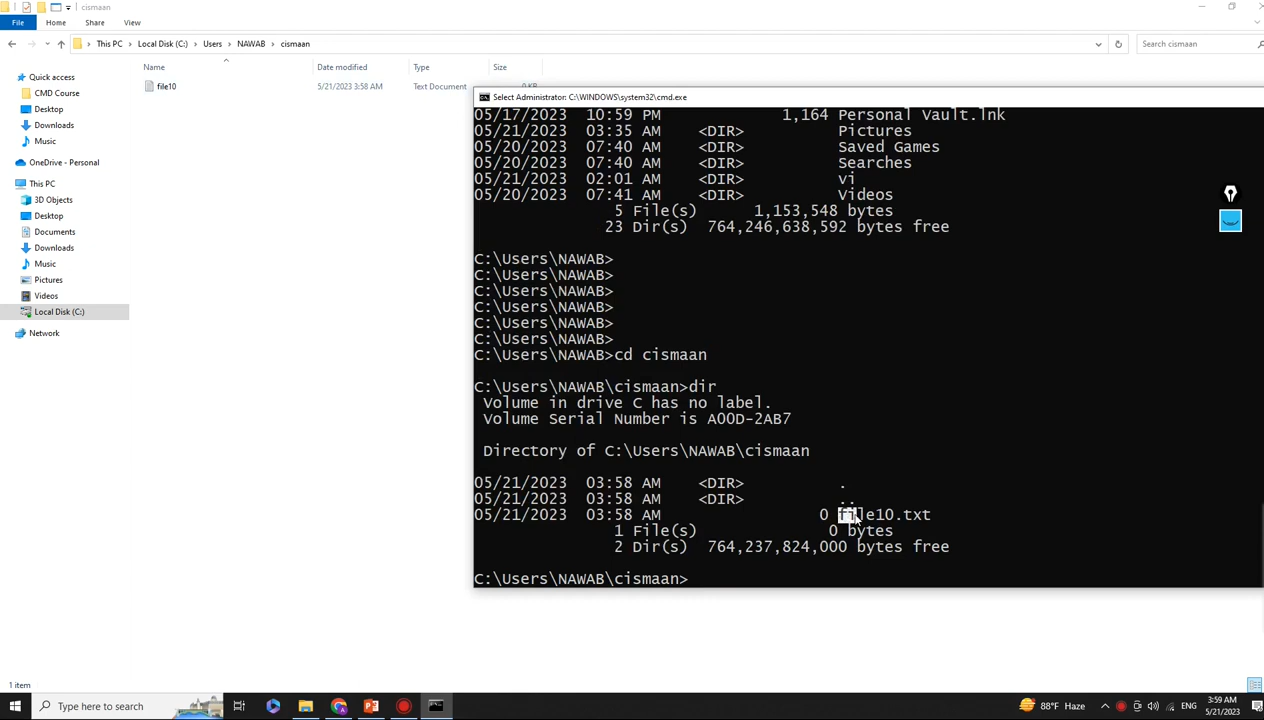 cismaan
File Home Share View
This PC Local Disk (C:) Users NAWAB cismaan
Search cismaan
Name Date modified Type Size
file10 5/21/2023 3:58 AM Text Document 0 KB
Quick access
CMD Course
Desktop
Downloads
Music
OneDrive - Personal
This PC
3D Objects
Desktop
Documents
Downloads
Music
Pictures
Videos
Local Disk (C:)
Network
Select Administrator: C:\WINDOWS\system32\cmd.exe
05/17/2023 10:59 PM 1,164 Personal Vault.lnk
05/21/2023 03:35 AM <DIR> Pictures
05/20/2023 07:40 AM <DIR> Saved Games
05/20/2023 07:40 AM <DIR> Searches
05/21/2023 02:01 AM <DIR> vi
05/20/2023 07:41 AM <DIR> Videos
5 File(s) 1,153,548 bytes
23 Dir(s) 764,246,638,592 bytes free
C:\Users\NAWAB>
C:\Users\NAWAB>
C:\Users\NAWAB>
C:\Users\NAWAB>
C:\Users\NAWAB>
C:\Users\NAWAB>
C:\Users\NAWAB>cd cismaan
C:\Users\NAWAB\cismaan>dir
Volume in drive C has no label.
Volume Serial Number is A00D-2AB7
Directory of C:\Users\NAWAB\cismaan
05/21/2023 03:58 AM <DIR> .
05/21/2023 03:58 AM <DIR> ..
05/21/2023 03:58 AM 0 file10.txt
1 File(s) 0 bytes
2 Dir(s) 764,237,824,000 bytes free
C:\Users\NAWAB\cismaan>
1 item
Type here to search
88°F Haze
ENG
3:59 AM
5/21/2023